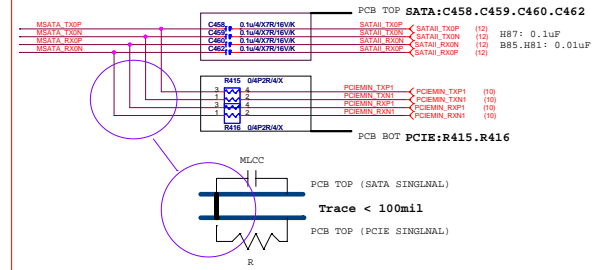 PCB TOP SATA:C458.C459.C460.C462
MSATA_TX0P C458 0.1u/4/X7R/16V/K SATAII_TX0P (12)
MSATA_TX0N C459 0.1u/4/X7R/16V/K SATAII_TX0N (12) H87: 0.1uF
MSATA_RX0P C460 0.1u/4/X7R/16V/K SATAII_RX0N (12) B85.H81: 0.01uF
MSATA_RX0N C462 0.1u/4/X7R/16V/K SATAII_RX0P (12)
R415 0/4P2R/4/X
3 4 PCIEMIN_TXP1 (10)
1 2 PCIEMIN_TXN1 (10)
3 4 PCIEMIN_RXP1 (10)
1 2 PCIEMIN_RXN1 (10)
R416 0/4P2R/4/X
PCB BOT PCIE:R415.R416
MLCC
PCB TOP (SATA SINGLNAL)
Trace < 100mil
PCB TOP (PCIE SINGLNAL)
R